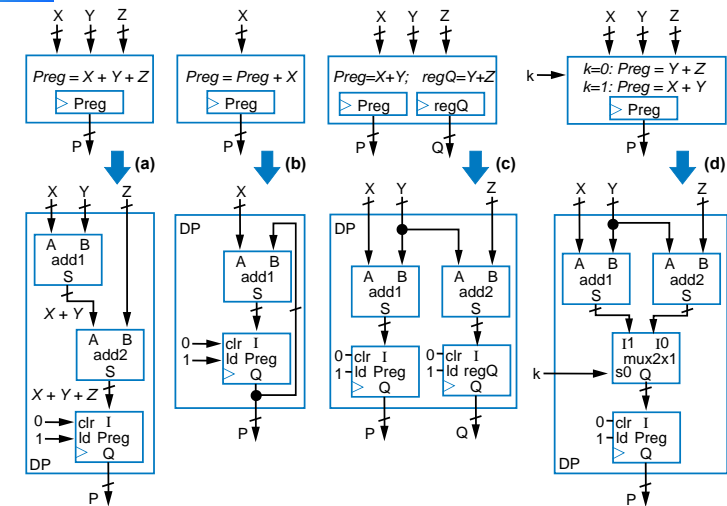 X Y Z
Preg = X + Y + Z
Preg
P
(a)
X Y Z
A B
add1
S
X + Y
A B
add2
S
X + Y + Z
0 clr I
1 ld Preg
Q
DP
P
X
Preg = Preg + X
Preg
P
(b)
X
DP
A B
add1
S
0 clr I
1 ld Preg
Q
P
X Y Z
Preg=X+Y; regQ=Y+Z
Preg regQ
P Q
(c)
X Y Z
DP
A B A B
add1 add2
S S
0 clr I 0 clr I
1 ld Preg 1 ld regQ
Q Q
P Q
X Y Z
k
k=0: Preg = Y + Z
k=1: Preg = X + Y
Preg
P
(d)
X Y Z
A B A B
add1 add2
S S
I1 I0
mux2x1
k s0 Q
0 clr I
1 ld Preg
Q
DP
P